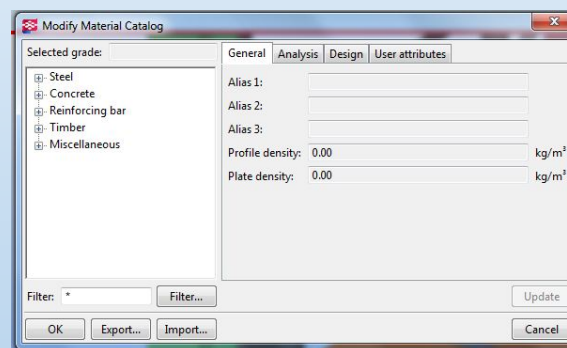 Modify Material Catalog
Selected grade:
General Analysis Design User attributes
Steel
Concrete
Reinforcing bar
Timber
Miscellaneous
Alias 1:
Alias 2:
Alias 3:
Profile density: 0.00 kg/m³
Plate density: 0.00 kg/m³
Filter: * Filter... Update
OK Export... Import... Cancel